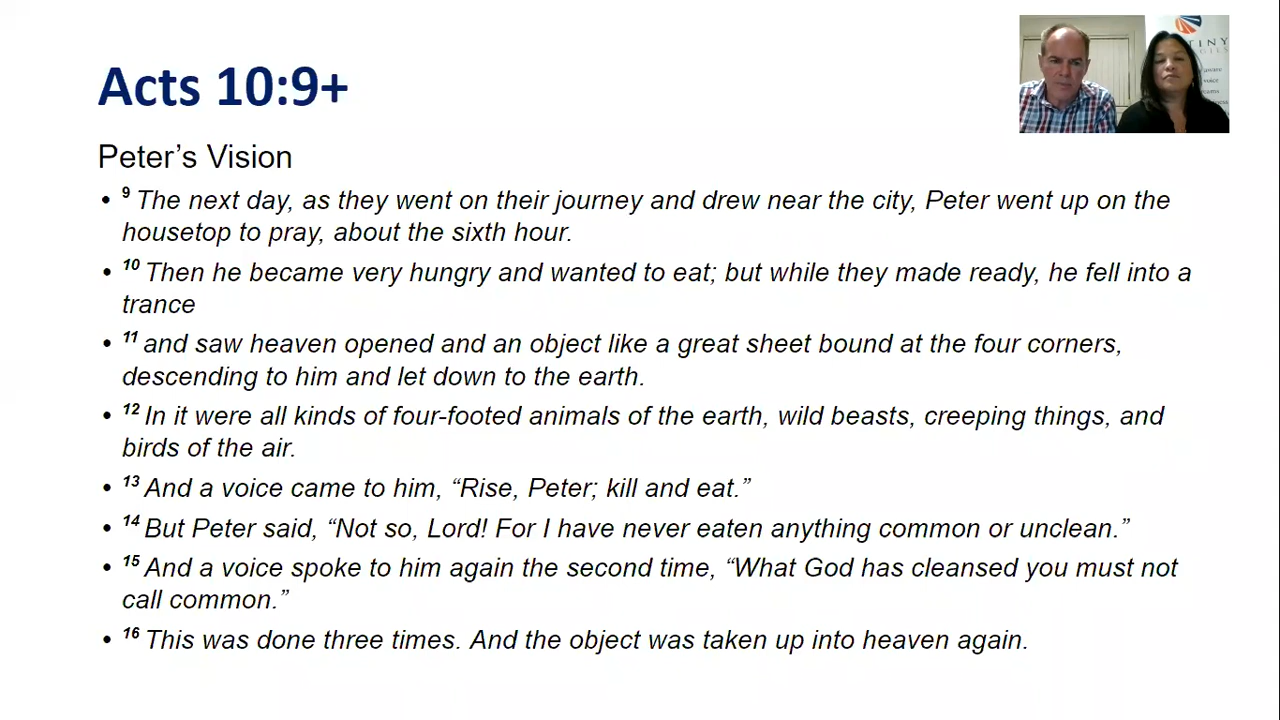 Acts 10:9+
Peter’s Vision
• 9 The next day, as they went on their journey and drew near the city, Peter went up on the
housetop to pray, about the sixth hour.
• 10 Then he became very hungry and wanted to eat; but while they made ready, he fell into a
trance
• 11 and saw heaven opened and an object like a great sheet bound at the four corners,
descending to him and let down to the earth.
• 12 In it were all kinds of four-footed animals of the earth, wild beasts, creeping things, and
birds of the air.
• 13 And a voice came to him, “Rise, Peter; kill and eat.”
• 14 But Peter said, “Not so, Lord! For I have never eaten anything common or unclean.”
• 15 And a voice spoke to him again the second time, “What God has cleansed you must not
call common.”
• 16 This was done three times. And the object was taken up into heaven again.
TINY